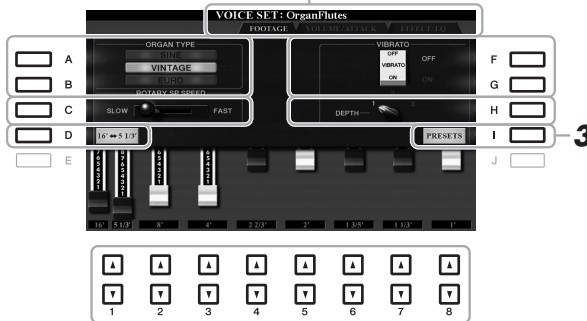 VOICE SET: OrganFlutes
FOOTAGE VOLUME/ATTACK EFFECT/EQ
ORGAN TYPE
SINE
VINTAGE
EURO
ROTARY SP SPEED
SLOW FAST
16' ⇔ 5 1/3'
VIBRATO
OFF
VIBRATO
ON
OFF
ON
DEPTH 1 3
PRESETS
A
B
C
D
E
F
G
H
I
J
3
16' 5 1/3' 8' 4' 2 2/3' 2' 1 3/5' 1 1/3' 1'
1 2 3 4 5 6 7 8